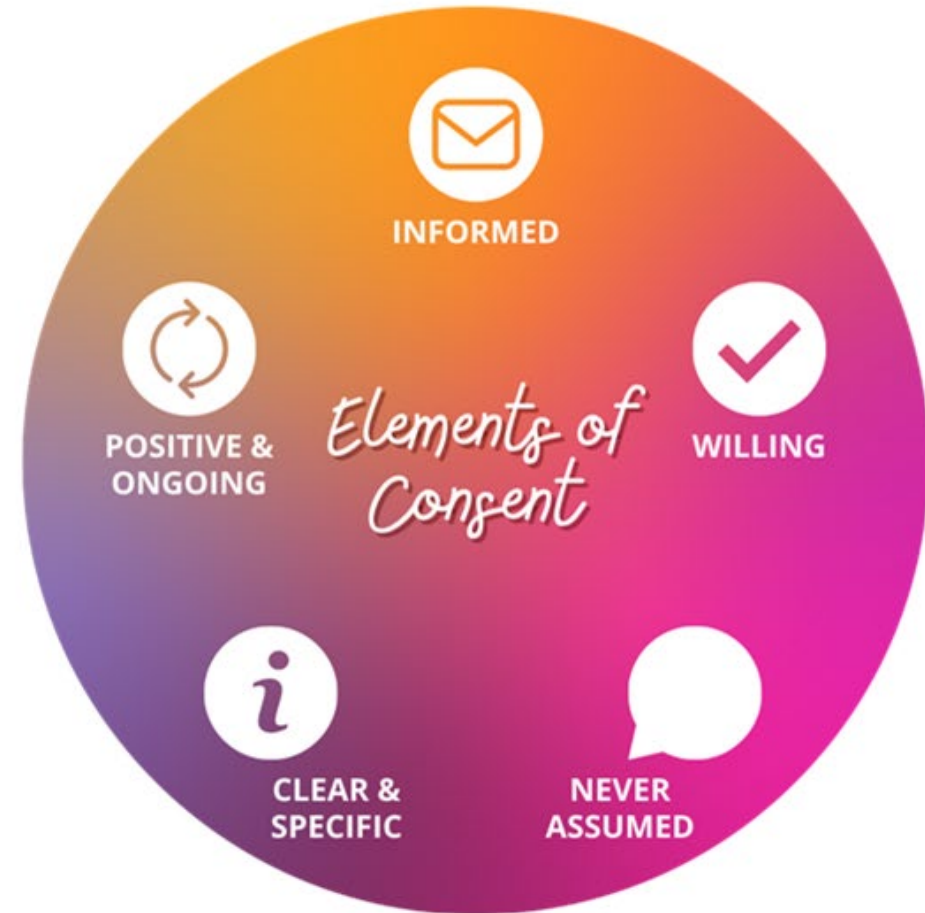 INFORMED
POSITIVE &
ONGOING
Elements of
Consent
WILLING
CLEAR &
SPECIFIC
NEVER
ASSUMED